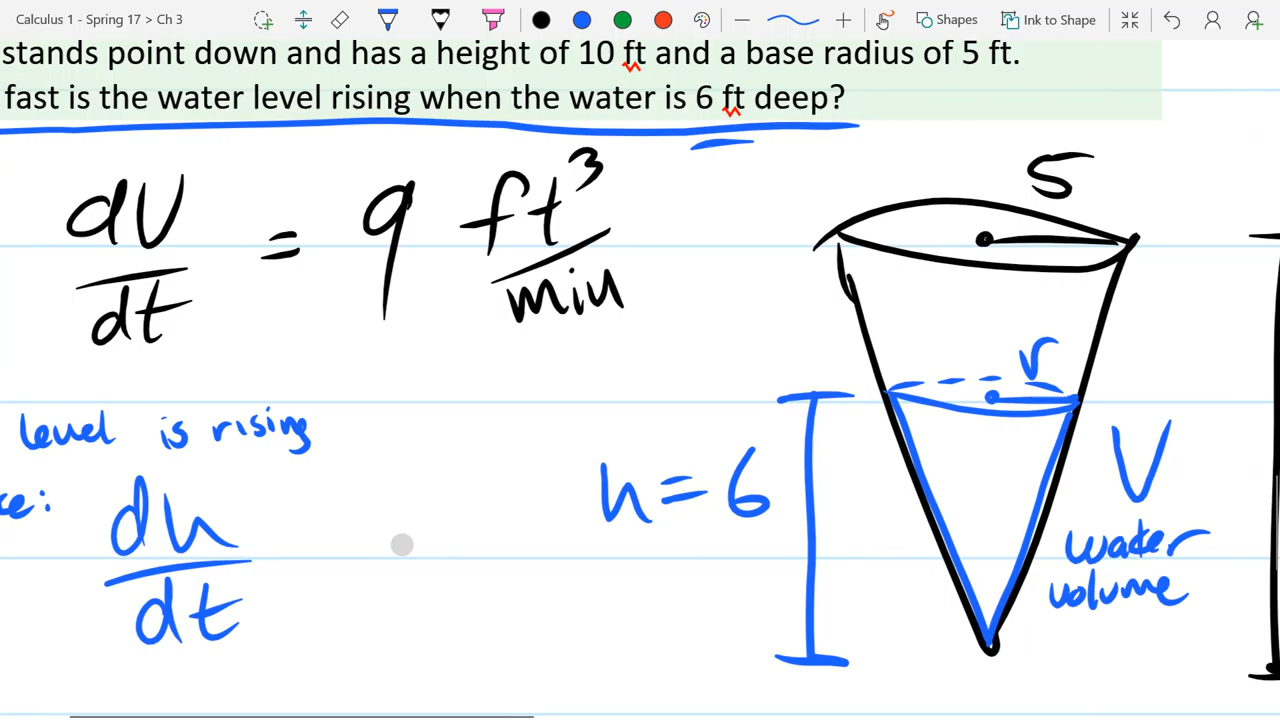 Calculus 1 - Spring 17 > Ch 3
Shapes
Ink to Shape
stands point down and has a height of 10 ft and a base radius of 5 ft.
fast is the water level rising when the water is 6 ft deep?
dV/dt = 9 ft³/min
5
r
level is rising
h = 6
V
water
volume
se:
dh/dt